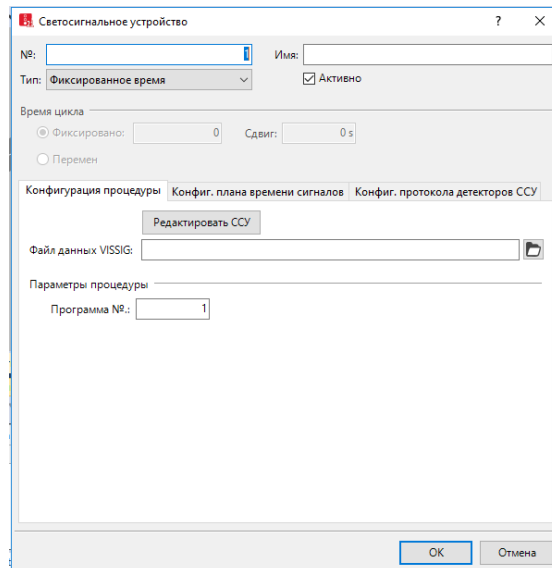 Светосигнальное устройство ? ×
№: 1 Имя:
Тип: Фиксированное время Активно
Время цикла
Фиксировано: 0 Сдвиг: 0 s
Перемен
Конфигурация процедуры Конфиг. плана времени сигналов Конфиг. протокола детекторов ССУ
Редактировать ССУ
Файл данных VISSIG:
Параметры процедуры
Программа №.: 1
OK Отмена